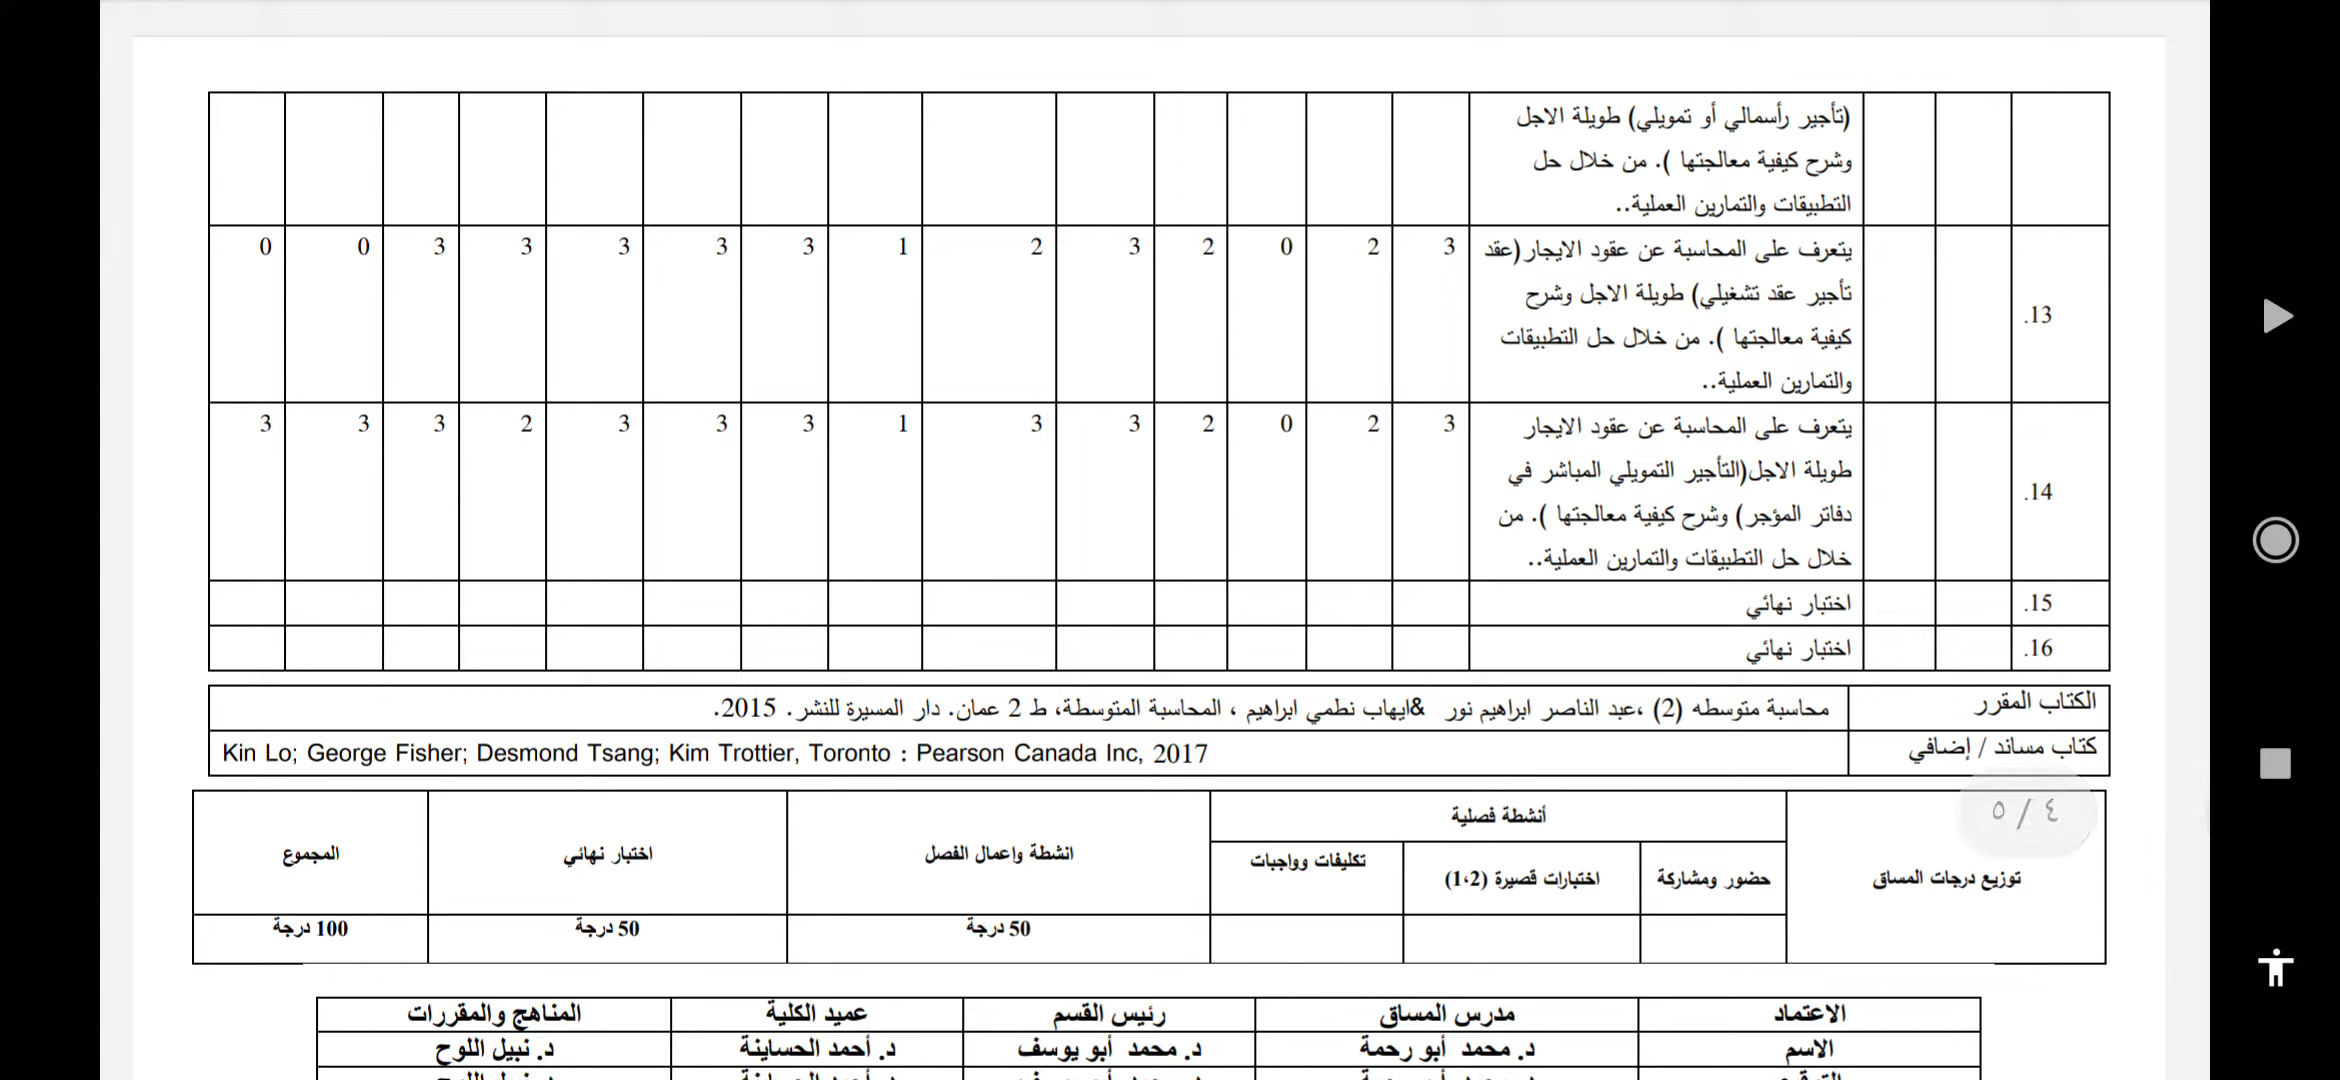 (تأجير رأسمالي أو تمويلي) طويلة الاجل
وشرح كيفية معالجتها ). من خلال حل
التطبيقات والتمارين العملية..
13. يتعرف على المحاسبة عن عقود الايجار(عقد 3 2 0 2 3 2 1 3 3 3 3 3 0 0
تأجير عقد تشغيلي) طويلة الاجل وشرح
كيفية معالجتها ). من خلال حل التطبيقات
والتمارين العملية..
14. يتعرف على المحاسبة عن عقود الايجار 3 2 0 2 3 3 1 3 3 3 2 3 3 3
طويلة الاجل(التأجير التمويلي المباشر في
دفاتر المؤجر) وشرح كيفية معالجتها ). من
خلال حل التطبيقات والتمارين العملية..
15. اختبار نهائي
16. اختبار نهائي
الكتاب المقرر محاسبة متوسطه (2) ،عبد الناصر ابراهيم نور &ايهاب نطمي ابراهيم ، المحاسبة المتوسطة، ط 2 عمان. دار المسيرة للنشر . 2015.
كتاب مساند / إضافي Kin Lo; George Fisher; Desmond Tsang; Kim Trottier, Toronto : Pearson Canada Inc, 2017
٤ / ٥
توزيع درجات المساق
أنشطة فصلية
حضور ومشاركة اختبارات قصيرة (1،2) تكليفات وواجبات
انشطة واعمال الفصل اختبار نهائي المجموع
50 درجة 50 درجة 100 درجة
الاعتماد مدرس المساق رئيس القسم عميد الكلية المناهج والمقررات
الاسم د. محمد أبو رحمة د. محمد أبو يوسف د. أحمد الحساينة د. نبيل اللوح